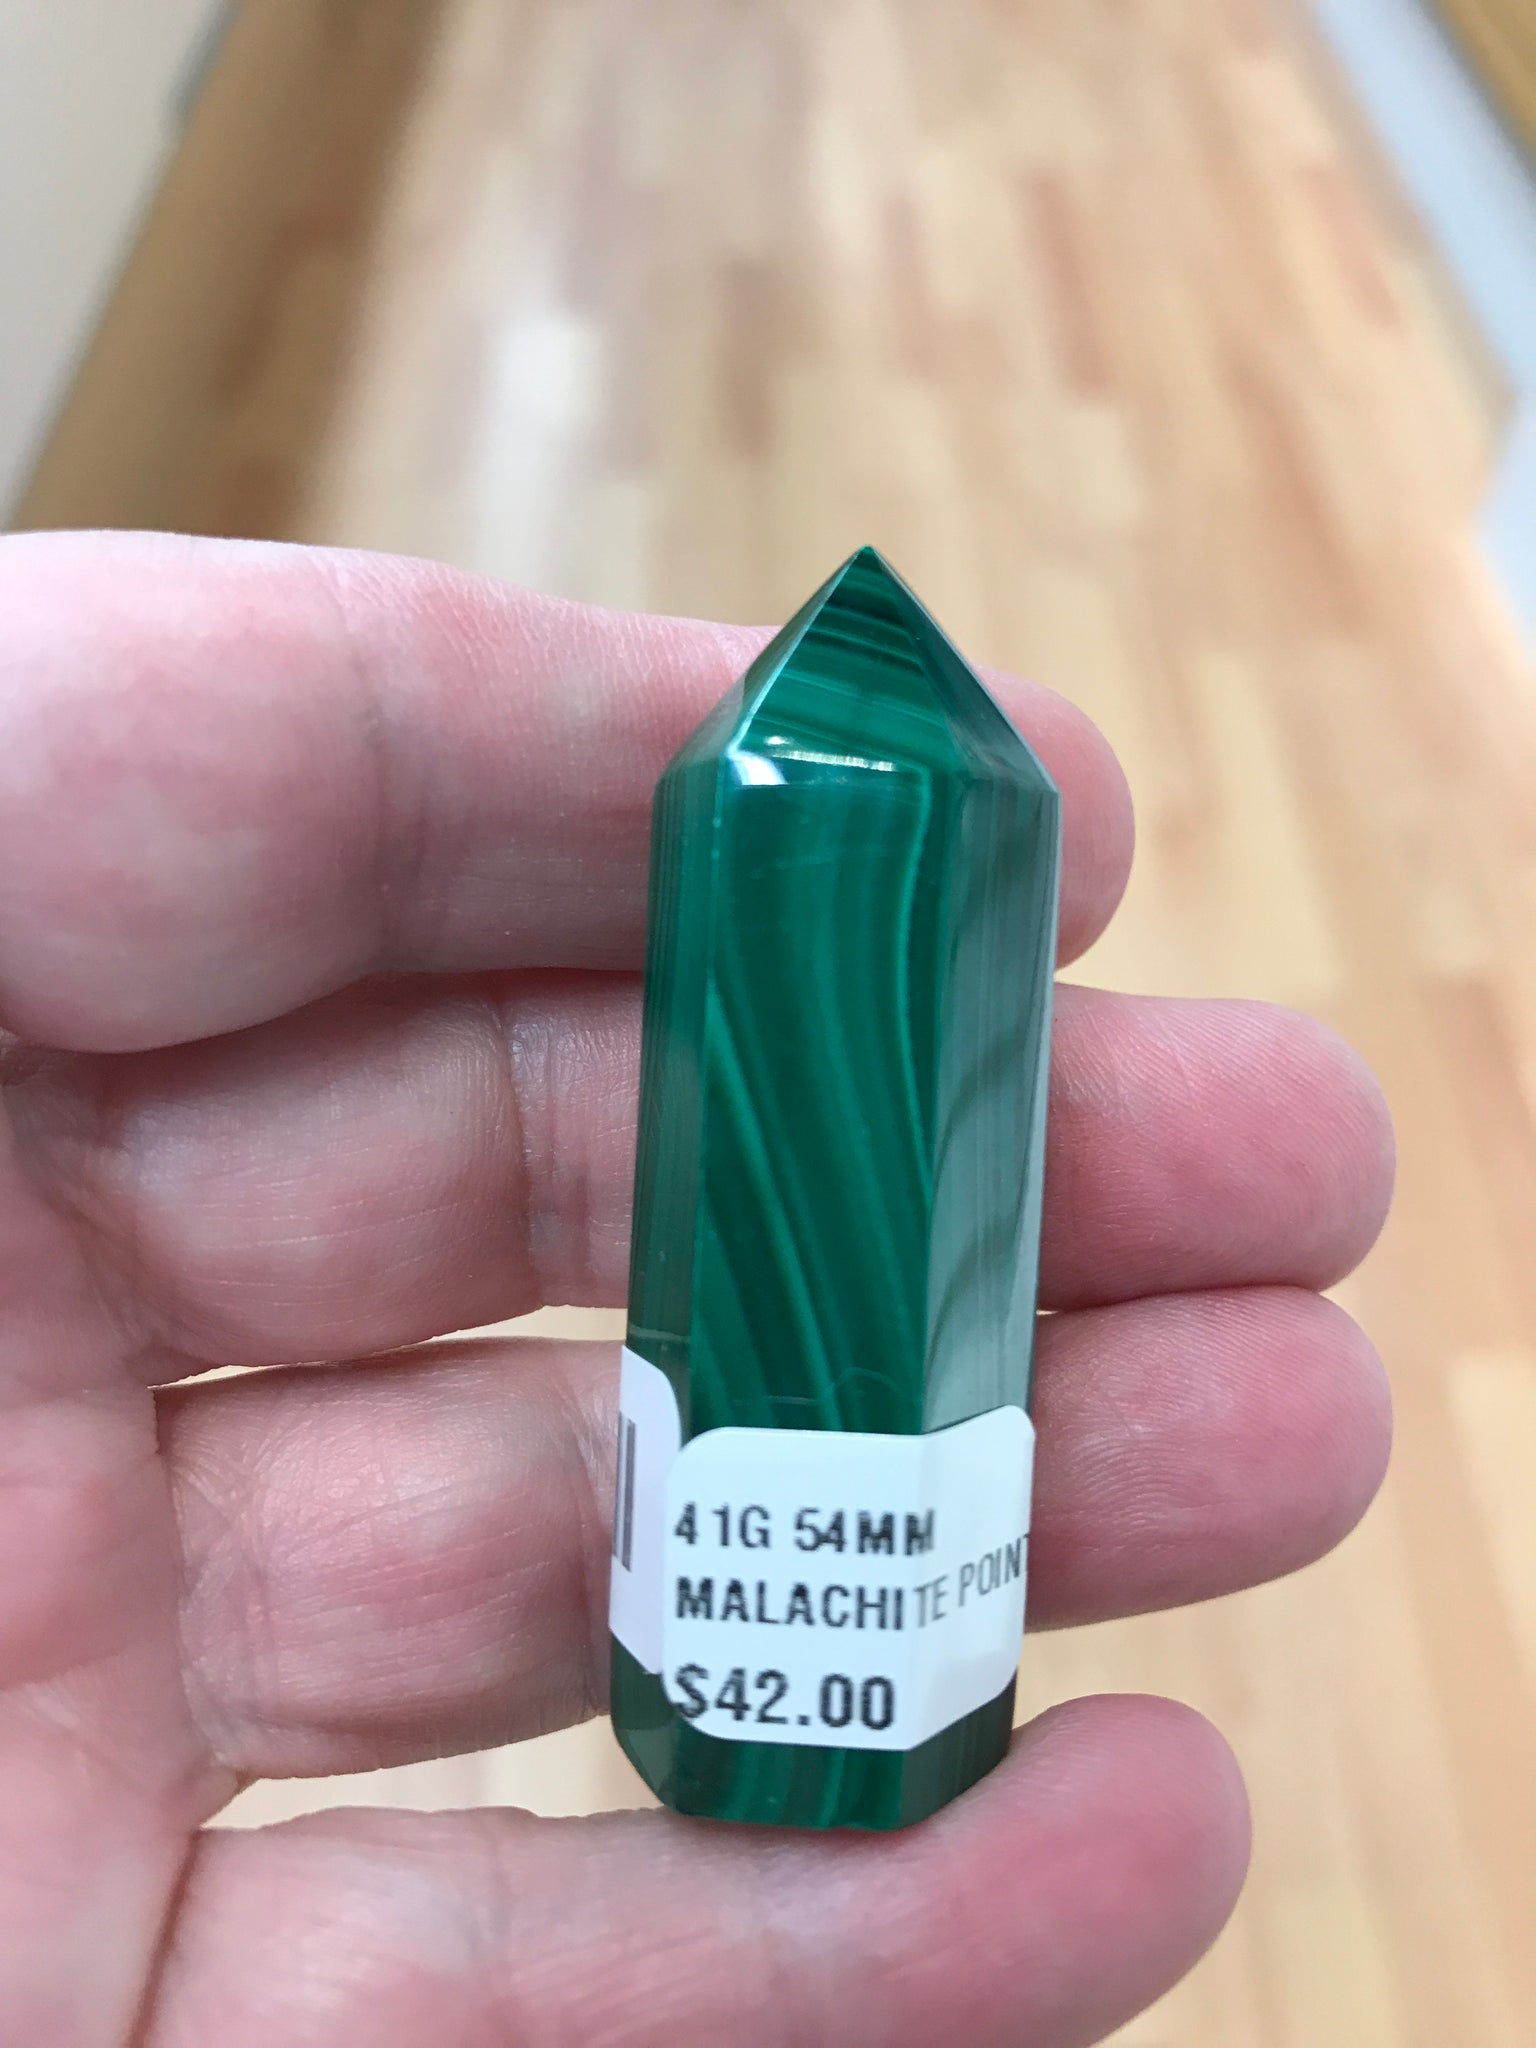 41G 54MM
MALACHITE POINT
$42.00